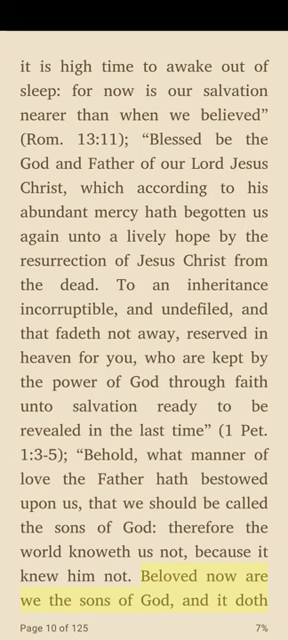 it is high time to awake out of
sleep: for now is our salvation
nearer than when we believed”
(Rom. 13:11); “Blessed be the
God and Father of our Lord Jesus
Christ, which according to his
abundant mercy hath begotten us
again unto a lively hope by the
resurrection of Jesus Christ from
the dead. To an inheritance
incorruptible, and undefiled, and
that fadeth not away, reserved in
heaven for you, who are kept by
the power of God through faith
unto salvation ready to be
revealed in the last time” (1 Pet.
1:3-5); “Behold, what manner of
love the Father hath bestowed
upon us, that we should be called
the sons of God: therefore the
world knoweth us not, because it
knew him not. Beloved now are
we the sons of God, and it doth
Page 10 of 125 7%